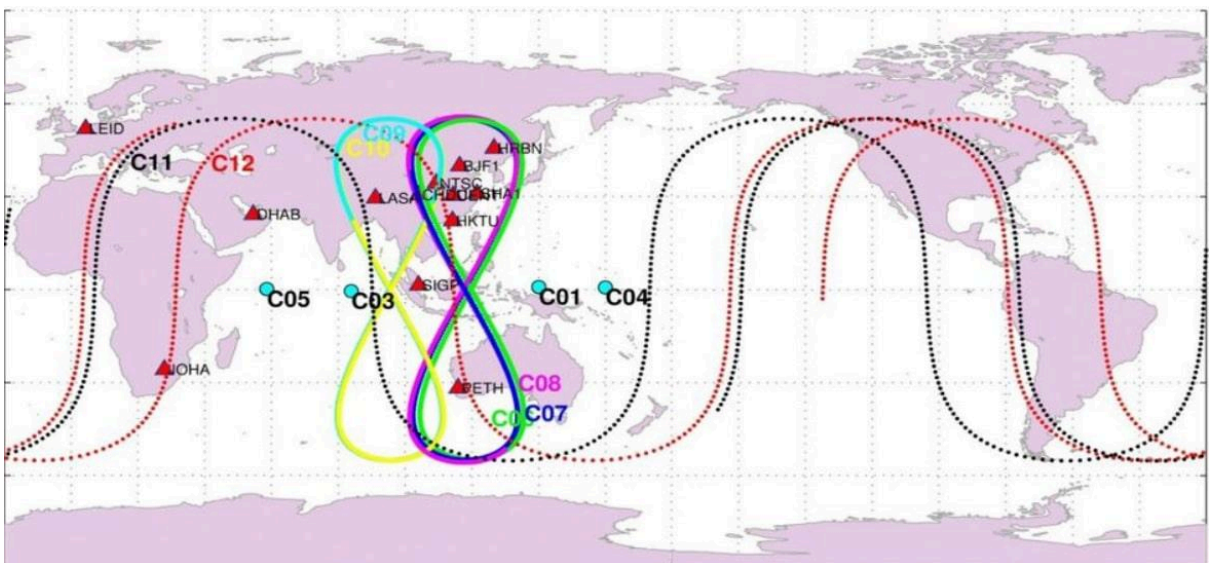 C09
LEID
C10
HRBN
C11
C12
BJF1
NTSC
LASA
SHA1
DHAB
HKTU
C05
C03
C01
C04
JOHA
PETH
C08
C07